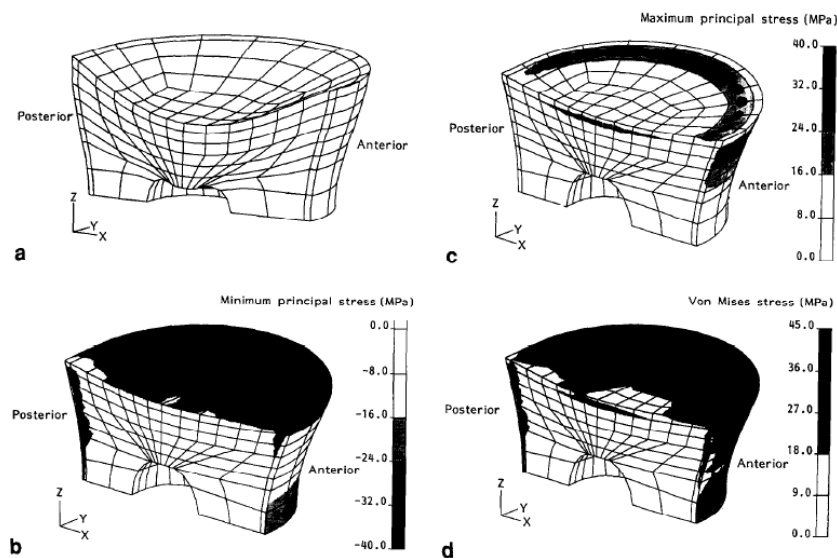 Posterior
Anterior
Z
Y
X
a
Maximum principal stress (MPa)
40.0
32.0
24.0
16.0
8.0
0.0
Posterior
Anterior
Z
Y
X
c
Minimum principal stress (MPa)
0.0
-8.0
-16.0
-24.0
-32.0
-40.0
Posterior
Anterior
Z
Y
X
b
Von Mises stress (MPa)
45.0
36.0
27.0
18.0
9.0
0.0
Posterior
Anterior
Z
Y
X
d